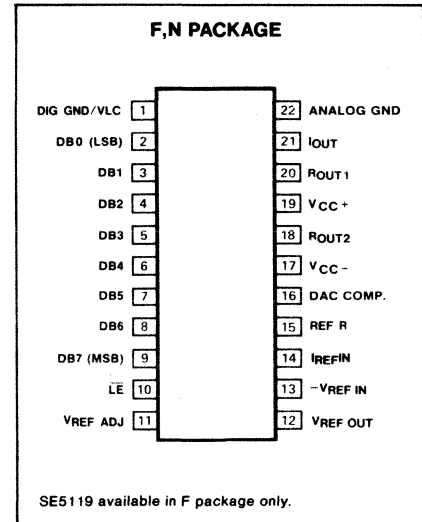 F,N PACKAGE
DIG GND/VLC 1 22 ANALOG GND
DB0 (LSB) 2 21 IOUT
DB1 3 20 ROUT1
DB2 4 19 VCC +
DB3 5 18 ROUT2
DB4 6 17 VCC −
DB5 7 16 DAC COMP.
DB6 8 15 REF R
DB7 (MSB) 9 14 IREFIN
LE 10 13 −VREF IN
VREF ADJ 11 12 VREF OUT
SE5119 available in F package only.